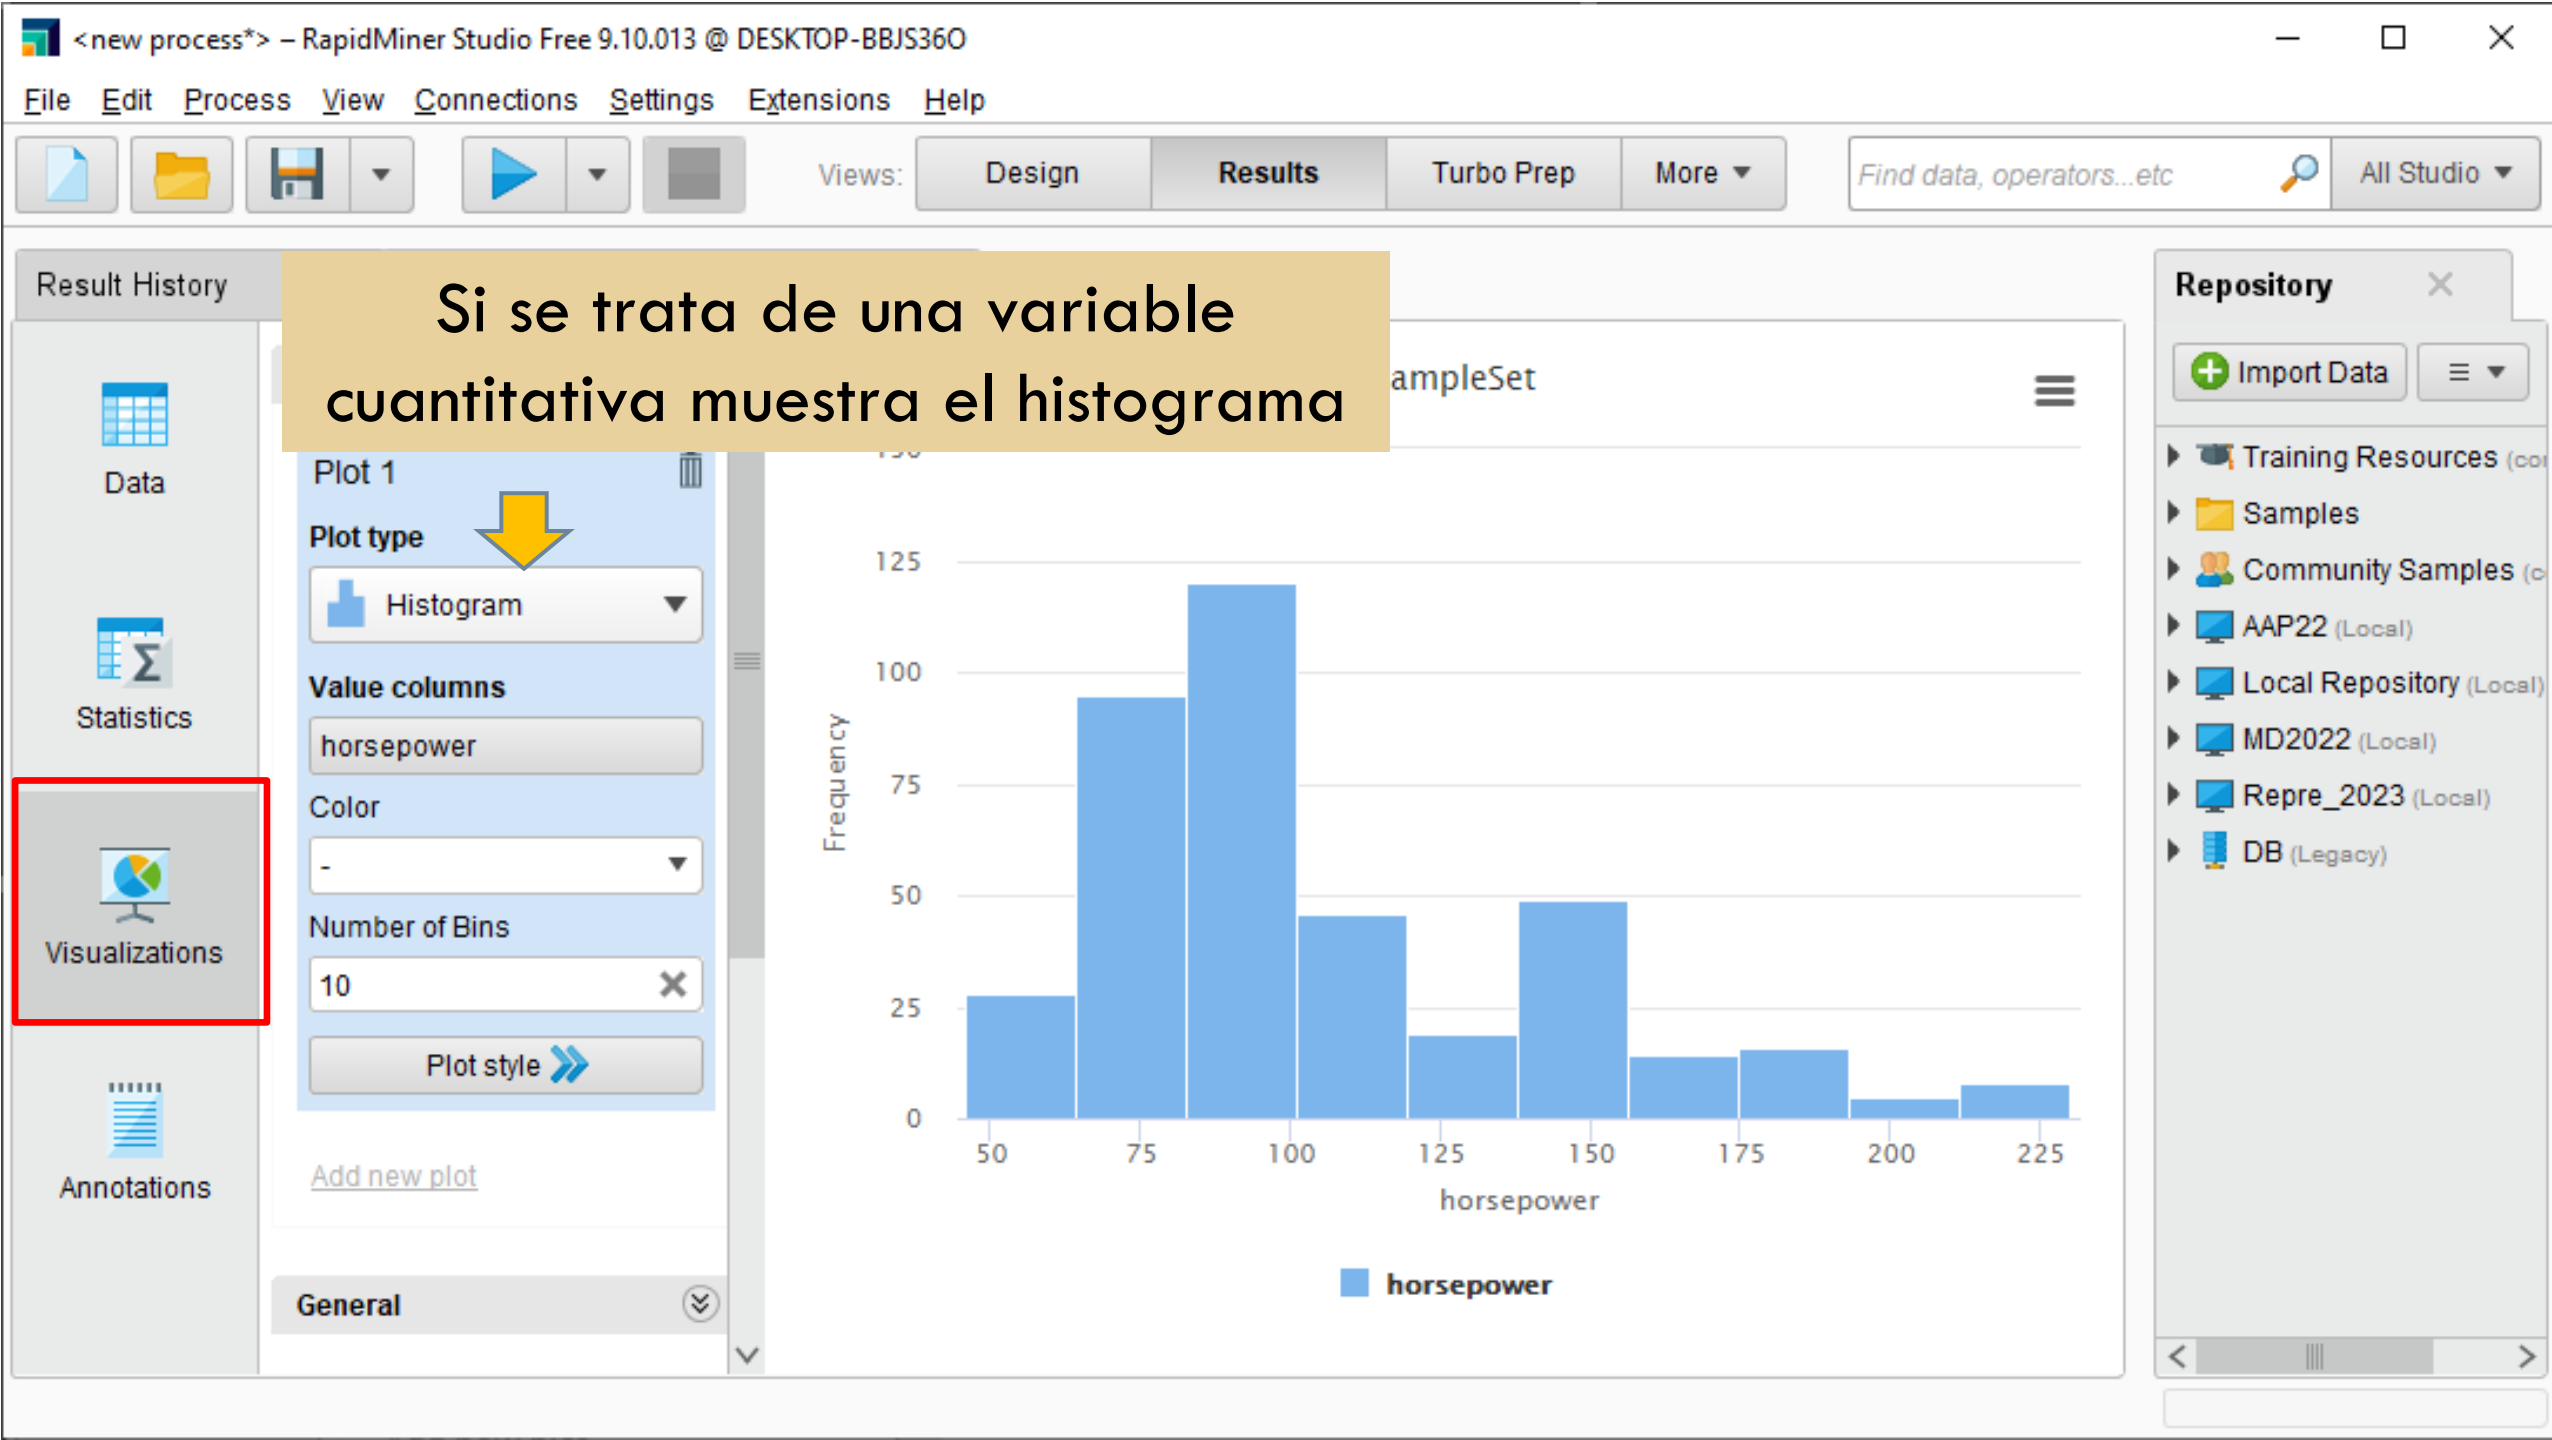 <new process*> – RapidMiner Studio Free 9.10.013 @ DESKTOP-BBJS36O
File Edit Process View Connections Settings Extensions Help
Views: Design Results Turbo Prep More Find data, operators...etc All Studio
Result History
Si se trata de una variable
cuantitativa muestra el histograma
Repository
Import Data
Training Resources
Samples
Community Samples
AAP22 (Local)
Local Repository (Local)
MD2022 (Local)
Repre_2023 (Local)
DB (Legacy)
Data
Statistics
Visualizations
Annotations
Plot 1
Plot type
Histogram
Value columns
horsepower
Color
-
Number of Bins
10
Plot style
Add new plot
General
ampleSet
125
100
75
50
25
0
Frequency
50 75 100 125 150 175 200 225
horsepower
horsepower